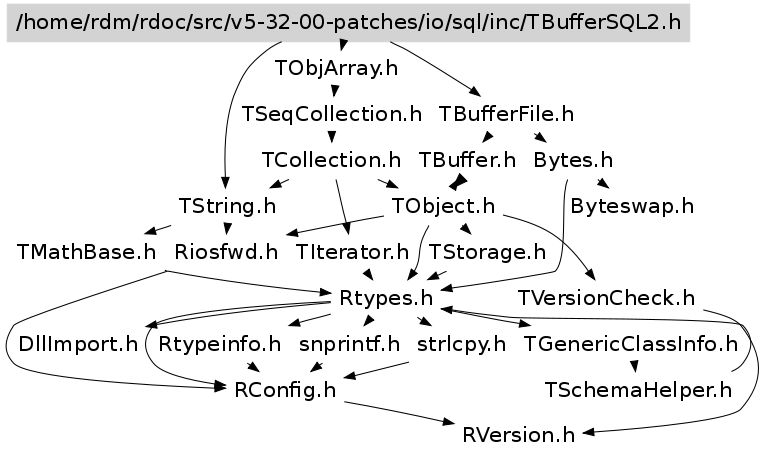 /home/rdm/rdoc/src/v5-32-00-patches/io/sql/inc/TBufferSQL2.h
TObjArray.h
TSeqCollection.h TBufferFile.h
TCollection.h TBuffer.h Bytes.h
TString.h TObject.h Byteswap.h
TMathBase.h Riosfwd.h TIterator.h TStorage.h
Rtypes.h TVersionCheck.h
DllImport.h Rtypeinfo.h snprintf.h strlcpy.h TGenericClassInfo.h
RConfig.h TSchemaHelper.h
RVersion.h